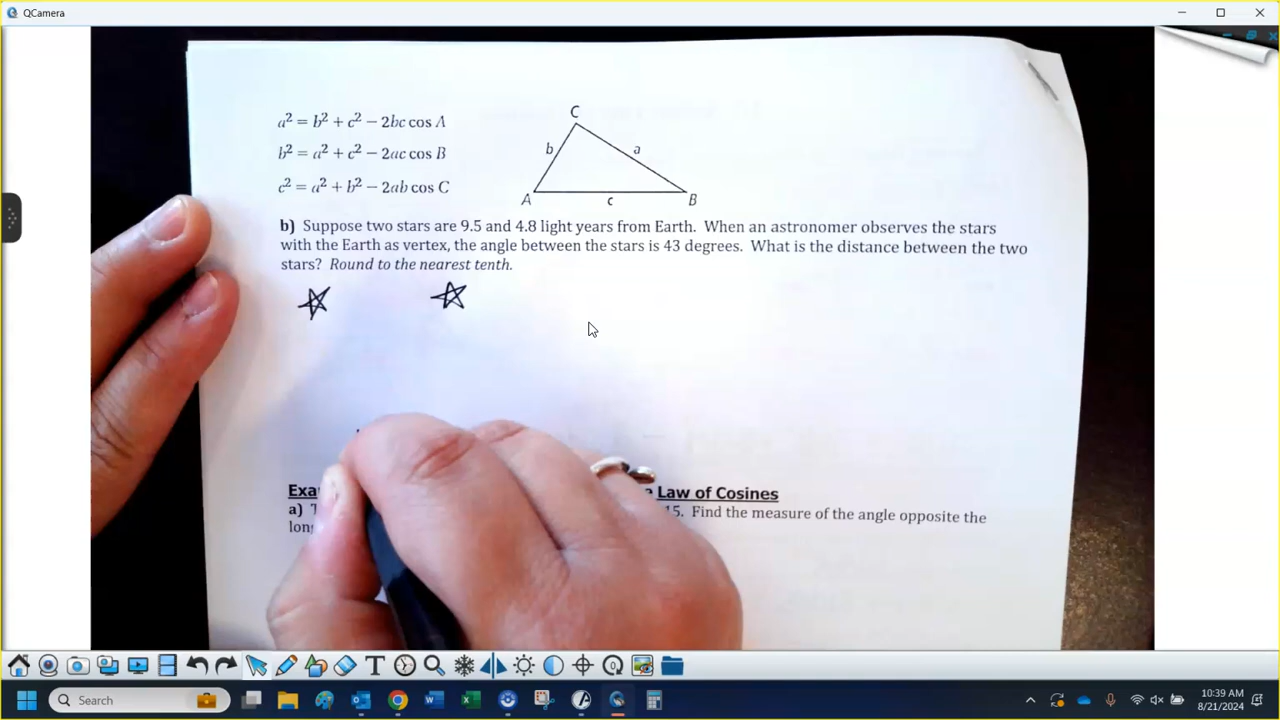 QCamera
a² = b² + c² − 2bc cos A
b² = a² + c² − 2ac cos B
c² = a² + b² − 2ab cos C
C
b
a
A
c
B
b) Suppose two stars are 9.5 and 4.8 light years from Earth. When an astronomer observes the stars
with the Earth as vertex, the angle between the stars is 43 degrees. What is the distance between the two
stars? Round to the nearest tenth.
Law of Cosines
a)
15. Find the measure of the angle opposite the
Search
10:39 AM
8/21/2024